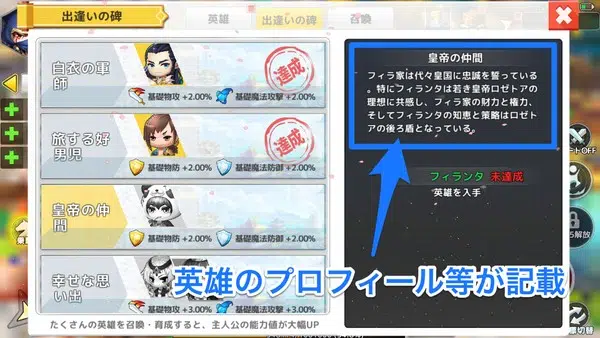 出逢いの碑
英雄
出逢いの碑
召喚
白衣の軍
師
達成
基礎物攻 +2.00%
基礎魔法攻撃 +2.00%
旅する好
男児
達成
基礎物防 +2.00%
基礎魔法防御 +2.00%
皇帝の仲
間
基礎物防 +2.00%
基礎魔法防御 +2.00%
幸せな思
い出
基礎物攻 +3.00%
基礎魔法攻撃 +3.00%
たくさんの英雄を召喚・育成すると、主人公の能力値が大幅UP
皇帝の仲間
フィラ家は代々皇国に忠誠を誓っている
。特にフィランタは若き皇帝ロゼトアの
理想に共感し、フィラ家の財力と権力、
そしてフィランタの知恵と策略はロゼト
アの後ろ盾となっている。
フィランタ 未達成
英雄を入手
英雄のプロフィール等が記載